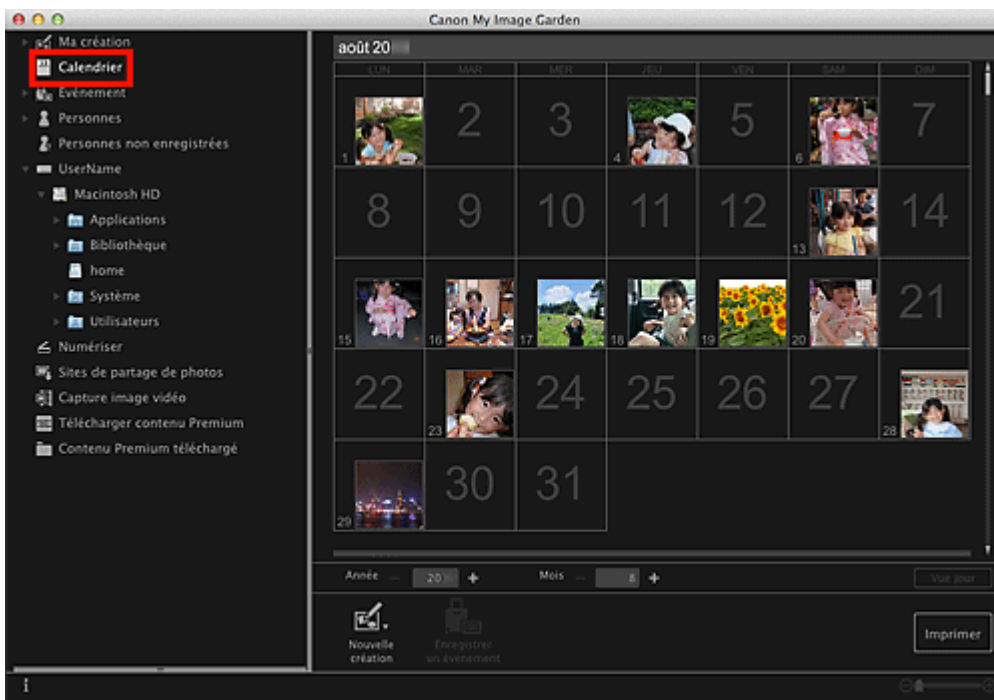 Canon My Image Garden
Ma création
Calendrier
Evénement
Personnes
Personnes non enregistrées
UserName
Macintosh HD
Applications
Bibliothèque
home
Système
Utilisateurs
Numériser
Sites de partage de photos
Capture image vidéo
Télécharger contenu Premium
Contenu Premium téléchargé
août 20
LUN MAR MER JEU VEN SAM DIM
1 2 3 4 5 6 7
8 9 10 11 12 13 14
15 16 17 18 19 20 21
22 23 24 25 26 27 28
29 30 31
Année - 20 + Mois - 8 + Vue jour
Nouvelle création
Enregistrer un événement
Imprimer